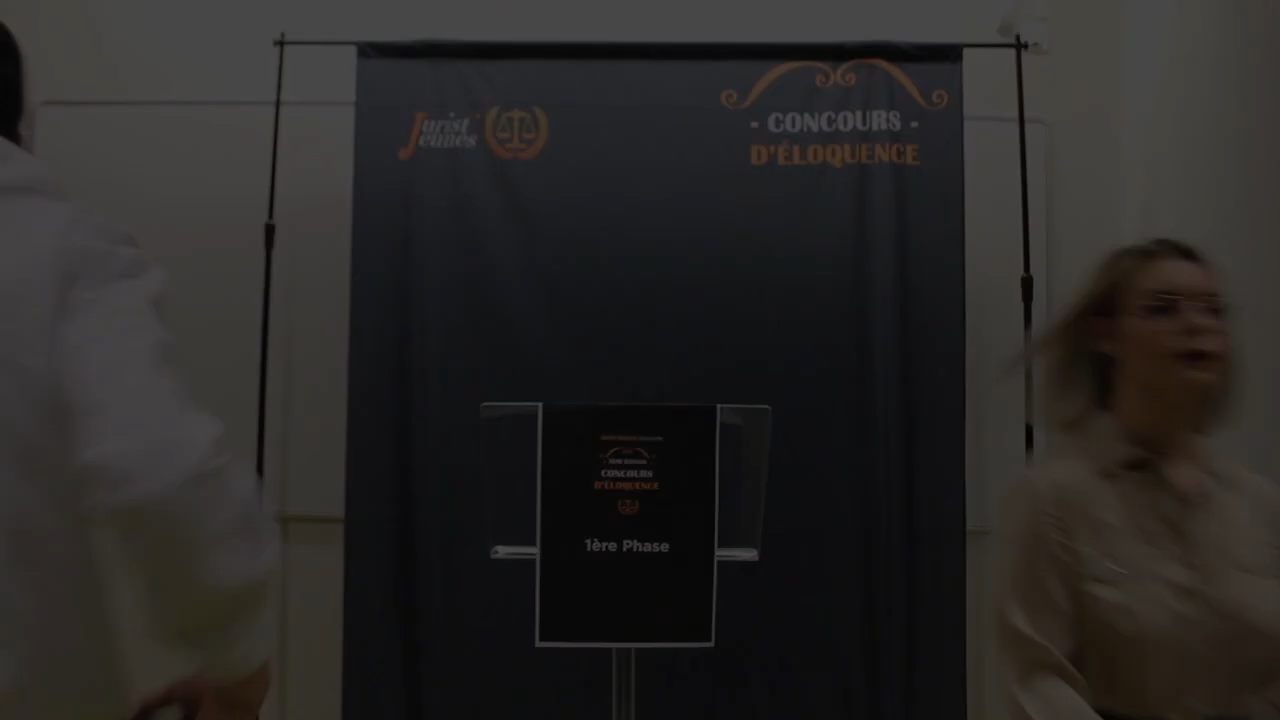 Jurist'
Jeunes
- CONCOURS -
D'ÉLOQUENCE
CONCOURS
D'ÉLOQUENCE
1ère Phase